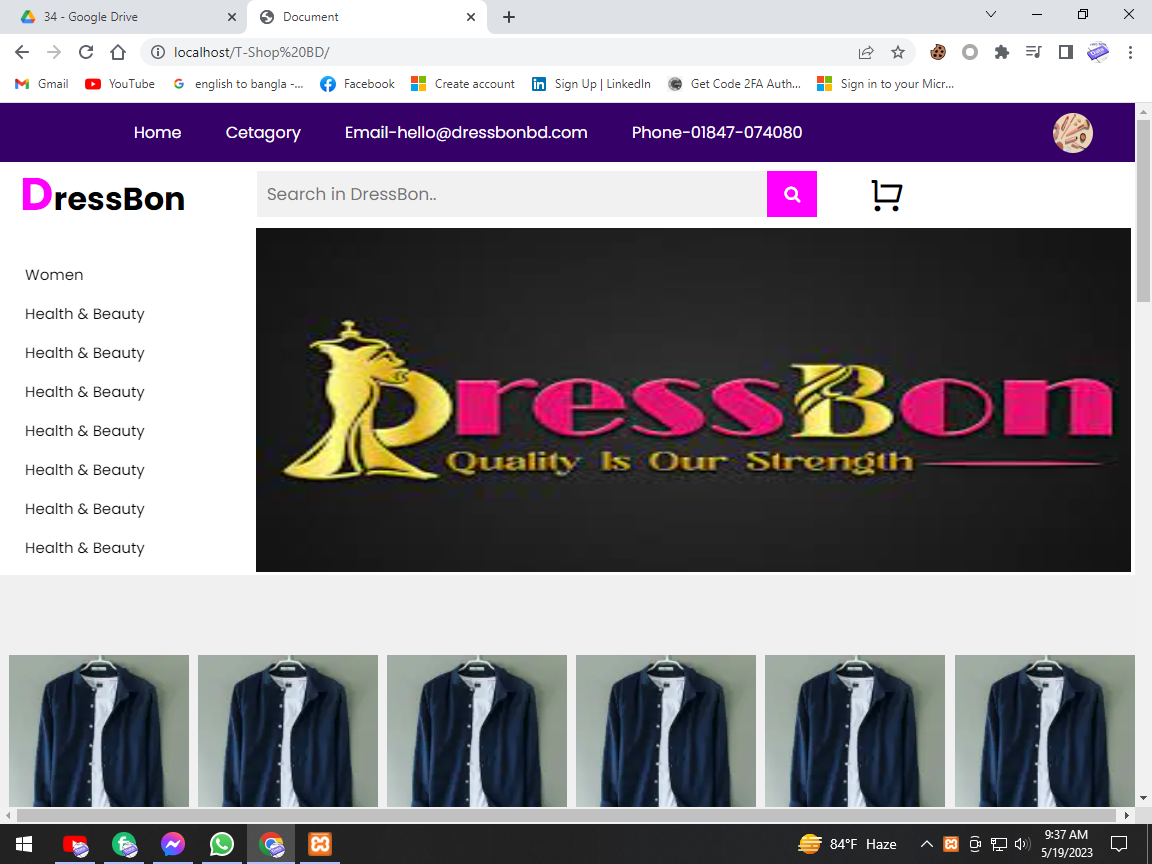 34 - Google Drive
Document
localhost/T-Shop%20BD/
Gmail
YouTube
english to bangla -...
Facebook
Create account
Sign Up | LinkedIn
Get Code 2FA Auth...
Sign in to your Micr...
Home
Cetagory
Email-hello@dressbonbd.com
Phone-01847-074080
DressBon
Search in DressBon..
Women
Health & Beauty
Health & Beauty
Health & Beauty
Health & Beauty
Health & Beauty
Health & Beauty
Health & Beauty
DressBon
Quality Is Our Strength
84°F Haze
9:37 AM
5/19/2023